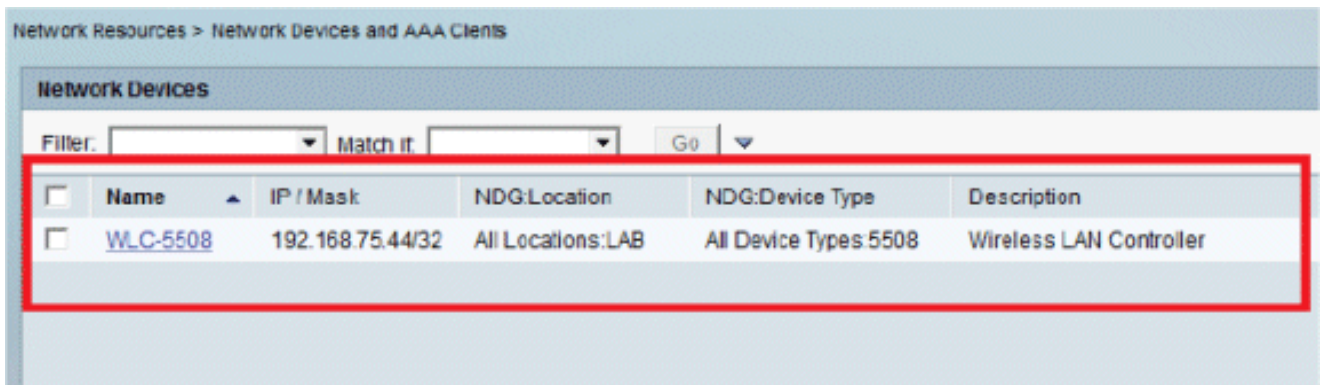 Network Resources > Network Devices and AAA Clients
Network Devices
Filter: Match if: Go
Name IP / Mask NDG:Location NDG:Device Type Description
WLC-5508 192.168.75.44/32 All Locations:LAB All Device Types:5508 Wireless LAN Controller